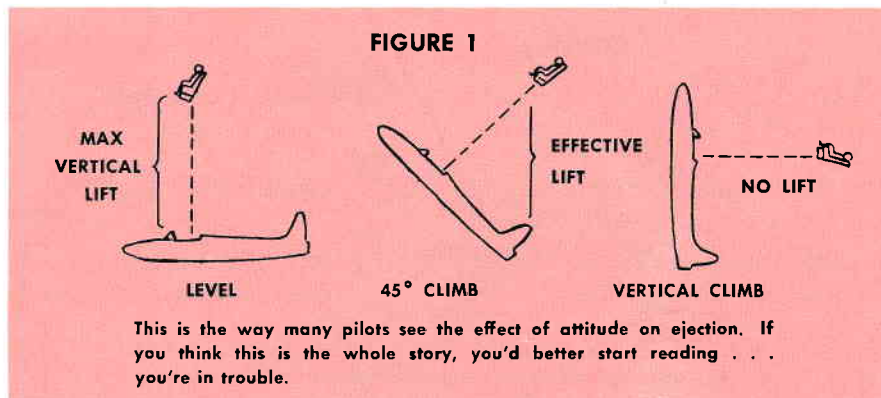 FIGURE 1
MAX
VERTICAL
LIFT
EFFECTIVE
LIFT
NO LIFT
LEVEL
45° CLIMB
VERTICAL CLIMB
This is the way many pilots see the effect of attitude on ejection. If
you think this is the whole story, you'd better start reading . . .
you're in trouble.